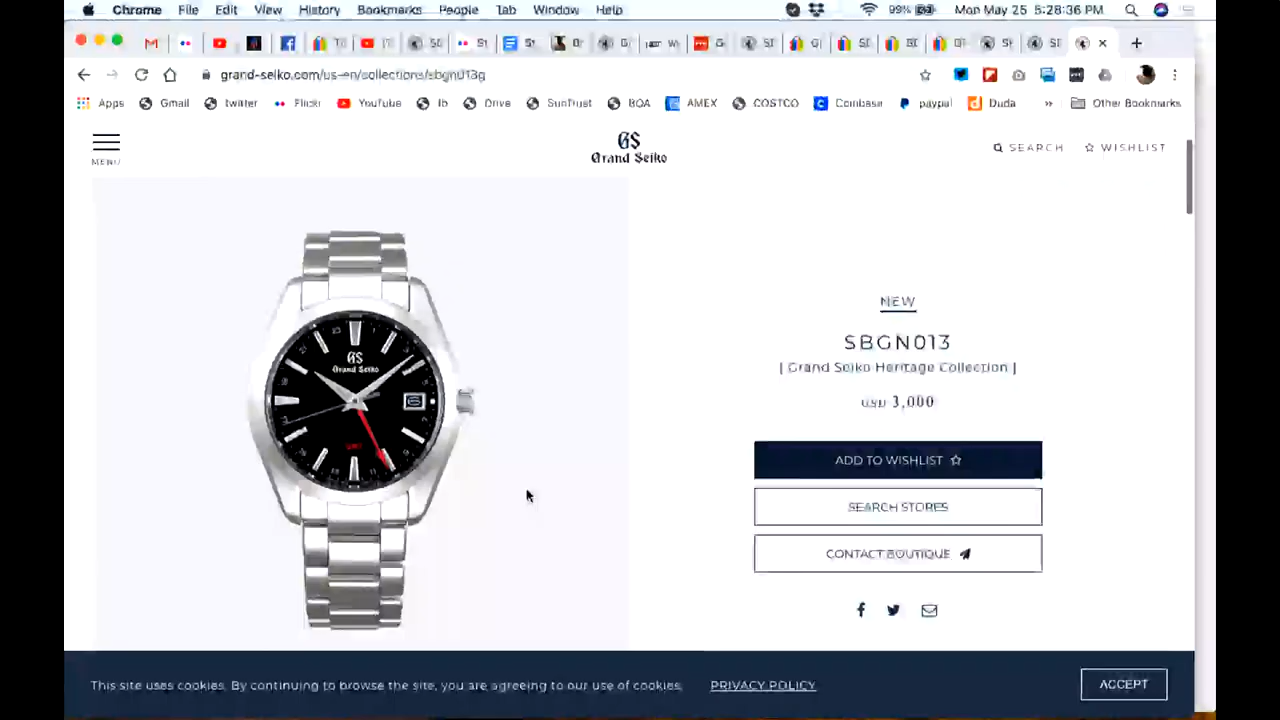 Chrome File Edit View History Bookmarks People Tab Window Help 99% Mon May 25 5:28:36 PM
grand-seiko.com/us-en/collections/sbgn013g
Apps Gmail twitter Flickr YouTube lb Drive SunTrust BOA AMEX COSTCO Coinbase paypal Duda » Other Bookmarks
MENU
GS
Grand Seiko
SEARCH WISHLIST
GS
Grand Seiko
GMT
6
NEW
SBGN013
[ Grand Seiko Heritage Collection ]
USD 3,000
ADD TO WISHLIST
SEARCH STORES
CONTACT BOUTIQUE
This site uses cookies. By continuing to browse the site, you are agreeing to our use of cookies. PRIVACY POLICY
ACCEPT